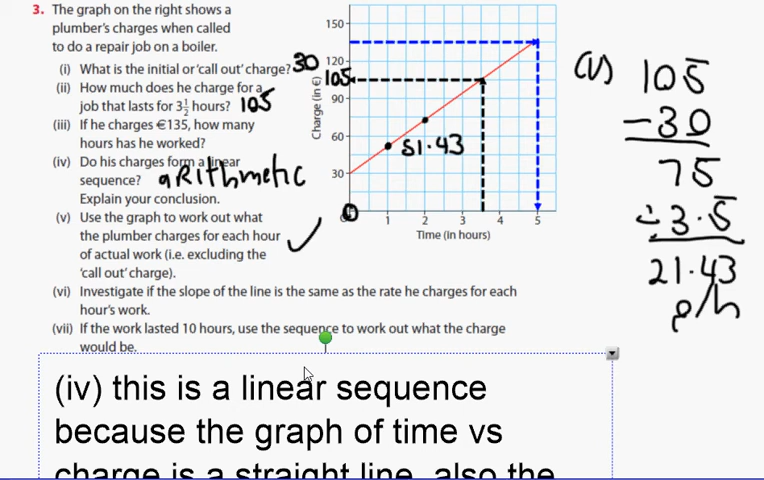 3. The graph on the right shows a
plumber's charges when called
to do a repair job on a boiler.
(i) What is the initial or 'call out' charge? 30
(ii) How much does he charge for a
job that lasts for 3½ hours? 105
(iii) If he charges €135, how many
hours has he worked?
(iv) Do his charges form a linear
sequence? aRithmetic
Explain your conclusion.
(v) Use the graph to work out what
the plumber charges for each hour
of actual work (i.e. excluding the
'call out' charge).
(vi) Investigate if the slope of the line is the same as the rate he charges for each
hour's work.
(vii) If the work lasted 10 hours, use the sequence to work out what the charge
would be.
Charge (in €)
150
120
105
90
60
30
0
51.43
1 2 3 4 5
Time (in hours)
(V) 105
-30
75
÷3.5
21.43
e/h
(iv) this is a linear sequence
because the graph of time vs
charge is a straight line, also the